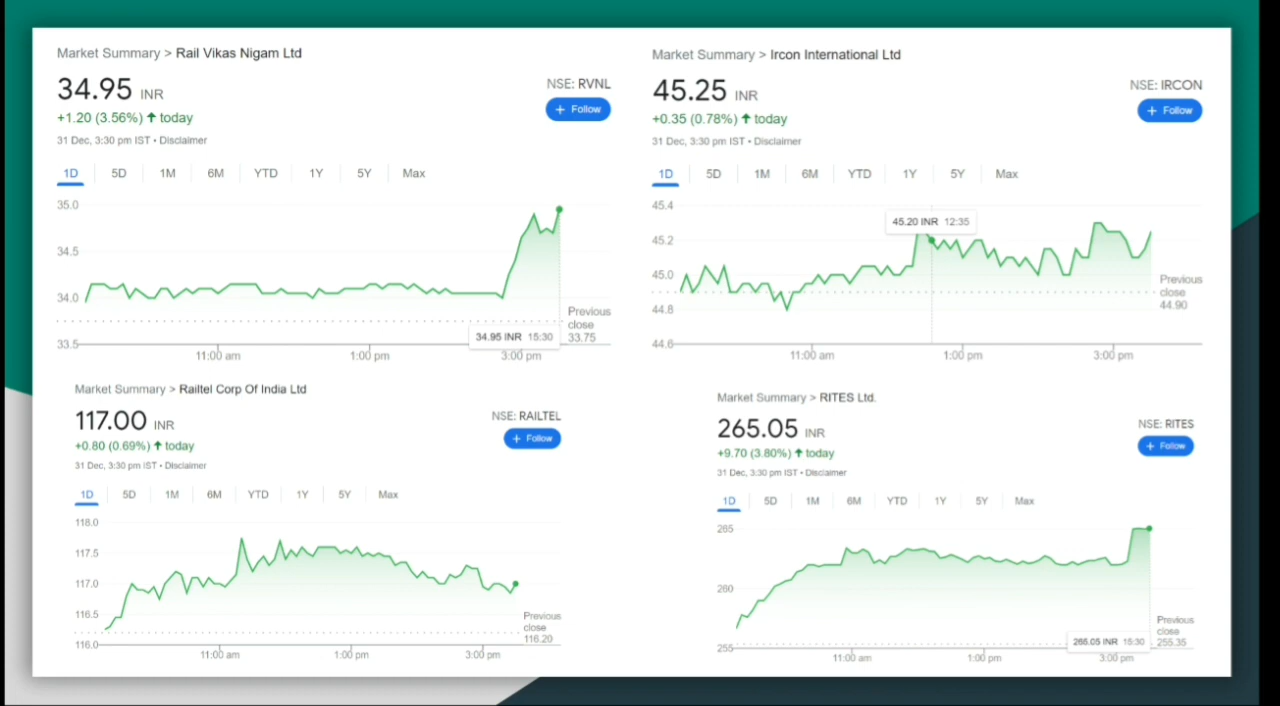 Market Summary > Rail Vikas Nigam Ltd
34.95 INR
NSE: RVNL
+1.20 (3.56%) ↑ today
+ Follow
31 Dec, 3:30 pm IST • Disclaimer
1D 5D 1M 6M YTD 1Y 5Y Max
35.0
34.5
34.0
33.5
Previous
close
33.75
34.95 INR 15:30
11:00 am 1:00 pm 3:00 pm
Market Summary > Ircon International Ltd
45.25 INR
NSE: IRCON
+0.35 (0.78%) ↑ today
+ Follow
31 Dec, 3:30 pm IST • Disclaimer
1D 5D 1M 6M YTD 1Y 5Y Max
45.4
45.2
45.0
44.8
44.6
45.20 INR 12:35
Previous
close
44.90
11:00 am 1:00 pm 3:00 pm
Market Summary > Railtel Corp Of India Ltd
117.00 INR
NSE: RAILTEL
+0.80 (0.69%) ↑ today
+ Follow
31 Dec, 3:30 pm IST • Disclaimer
1D 5D 1M 6M YTD 1Y 5Y Max
118.0
117.5
117.0
116.5
116.0
Previous
close
116.20
11:00 am 1:00 pm 3:00 pm
Market Summary > RITES Ltd.
265.05 INR
NSE: RITES
+9.70 (3.80%) ↑ today
+ Follow
31 Dec, 3:30 pm IST • Disclaimer
1D 5D 1M 6M YTD 1Y 5Y Max
265
260
255
Previous
close
255.35
265.05 INR 15:30
11:00 am 1:00 pm 3:00 pm